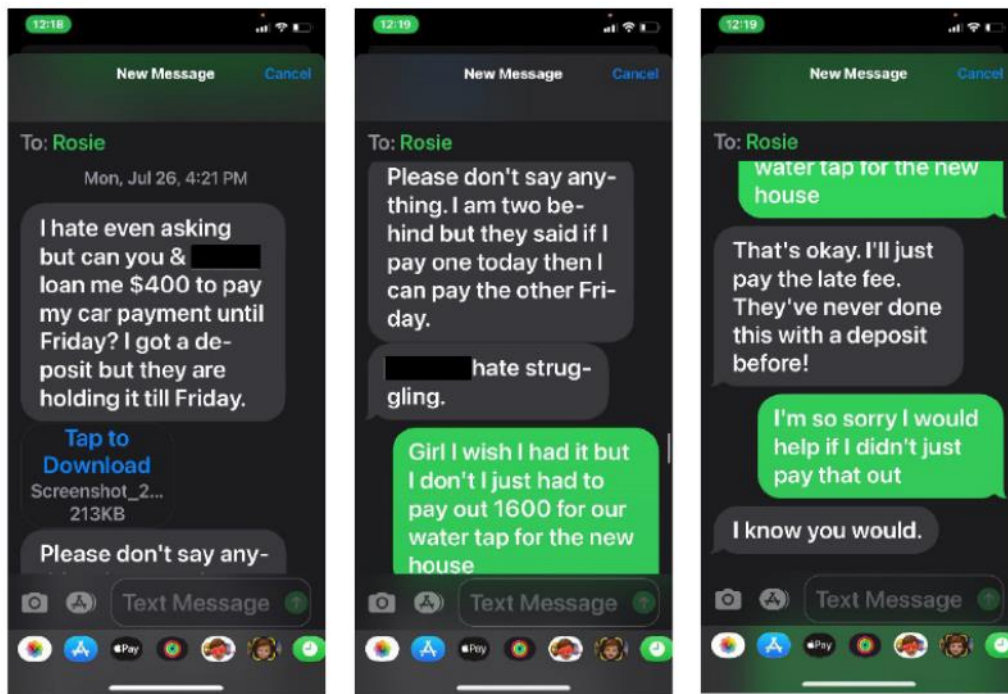 12:18
New Message
Cancel
To: Rosie
Mon, Jul 26, 4:21 PM
I hate even asking
but can you &
loan me $400 to pay
my car payment until
Friday? I got a de-
posit but they are
holding it till Friday.
Tap to
Download
Screenshot_2...
213KB
Please don't say any-
Text Message
Pay
12:19
New Message
Cancel
To: Rosie
Please don't say any-
thing. I am two be-
hind but they said if I
pay one today then I
can pay the other Fri-
day.
hate strug-
gling.
Girl I wish I had it but
I don't I just had to
pay out 1600 for our
water tap for the new
house
Text Message
Pay
12:19
New Message
Cancel
To: Rosie
water tap for the new
house
That's okay. I'll just
pay the late fee.
They've never done
this with a deposit
before!
I'm so sorry I would
help if I didn't just
pay that out
I know you would.
Text Message
Pay